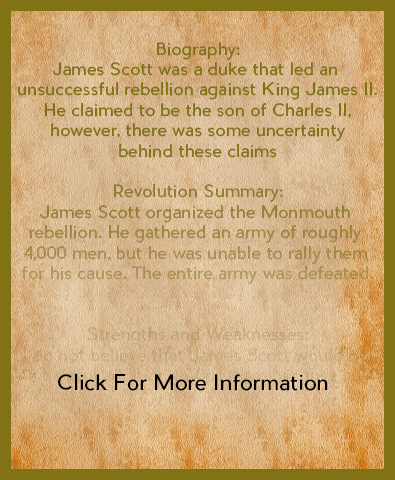 Biography:
James Scott was a duke that led an
unsuccessful rebellion against King James II.
He claimed to be the son of Charles II,
however, there was some uncertainty
behind these claims
Revolution Summary:
James Scott organized the Monmouth
rebellion. He gathered an army of roughly
4,000 men, but he was unable to rally them
for his cause. The entire army was defeated.
Strengths and Weaknesses:
I do not believe that James Scott would
Click For More Information